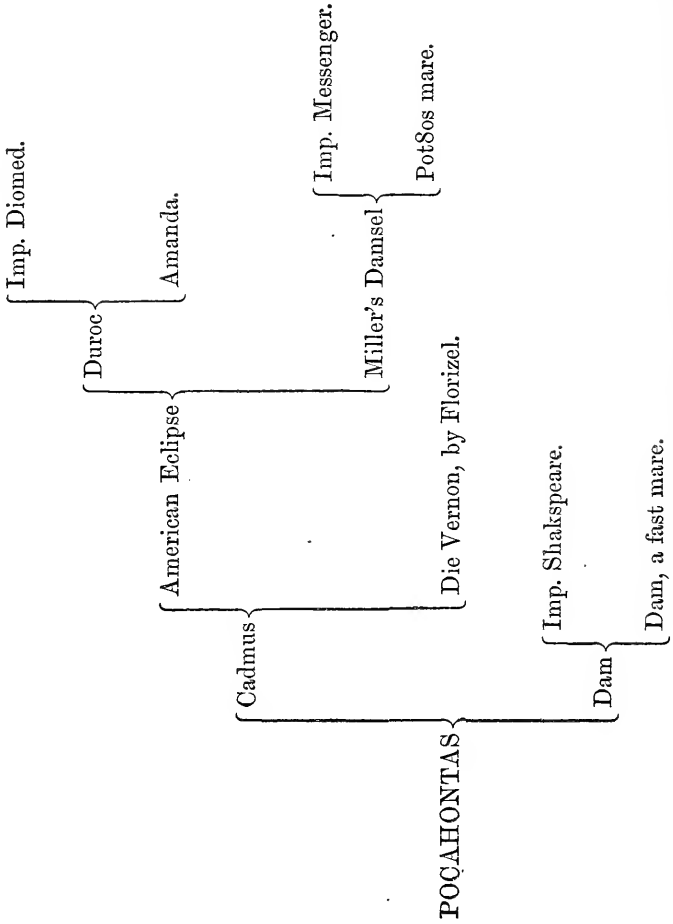 POCAHONTAS
Cadmus
American Eclipse
Duroc
Imp. Diomed.
Amanda.
Miller's Damsel
Imp. Messenger.
Pot8os mare.
Die Vernon, by Florizel.
Dam
Imp. Shakspeare.
Dam, a fast mare.